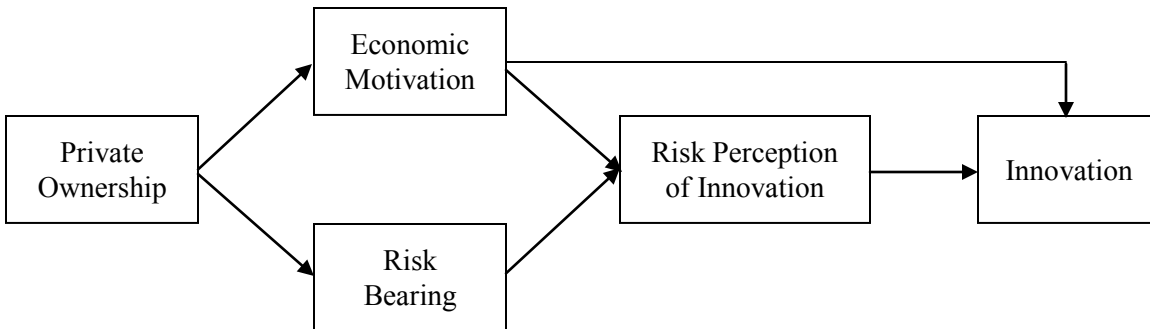 Economic
Motivation
Private
Ownership
Risk Perception
of Innovation
Innovation
Risk
Bearing